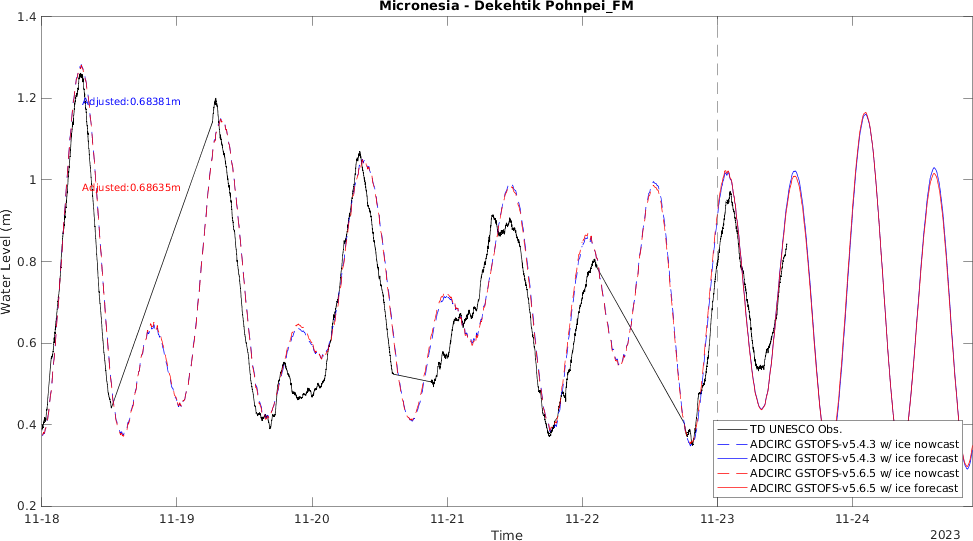 Micronesia - Dekehtik Pohnpei_FM
1.4
1.2
1
0.8
0.6
0.4
0.2
Water Level (m)
Adjusted:0.68381m
Adjusted:0.68635m
TD UNESCO Obs.
ADCIRC GSTOFS-v5.4.3 w/ ice nowcast
ADCIRC GSTOFS-v5.4.3 w/ ice forecast
ADCIRC GSTOFS-v5.6.5 w/ ice nowcast
ADCIRC GSTOFS-v5.6.5 w/ ice forecast
11-18 11-19 11-20 11-21 11-22 11-23 11-24
Time
2023